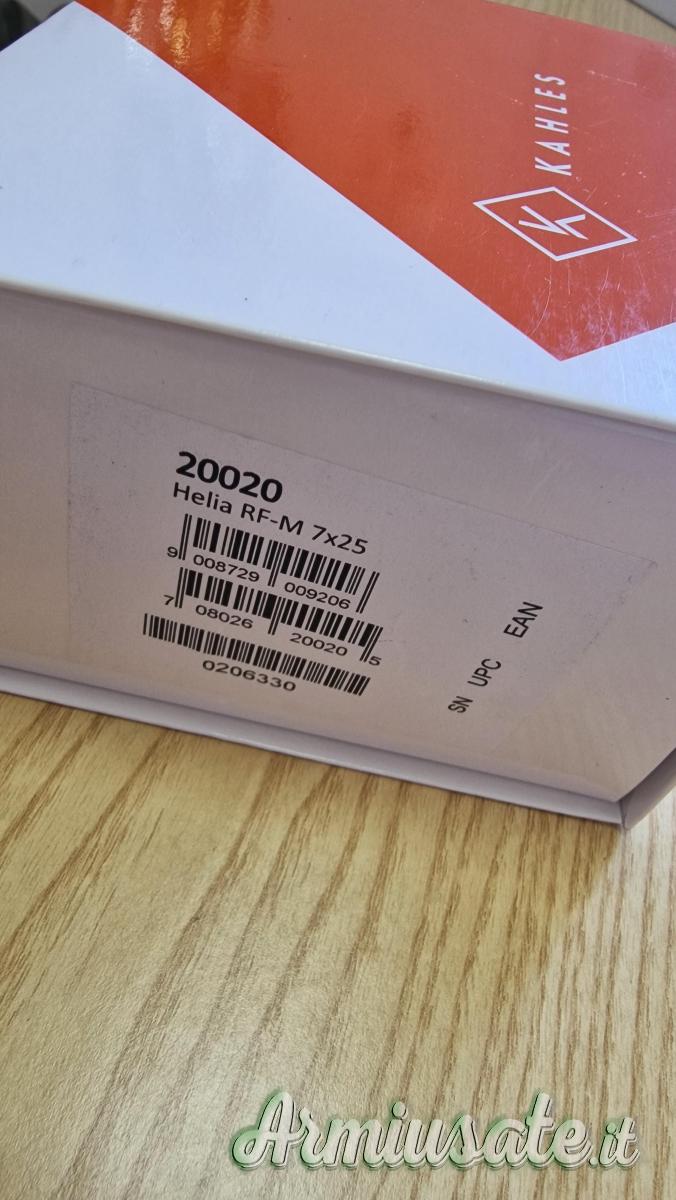 KAHLES
20020
Helia RF-M 7x25
9 008729 009206
7 08026 20020 5
0206330
EAN
UPC
SN
Armiusate.it